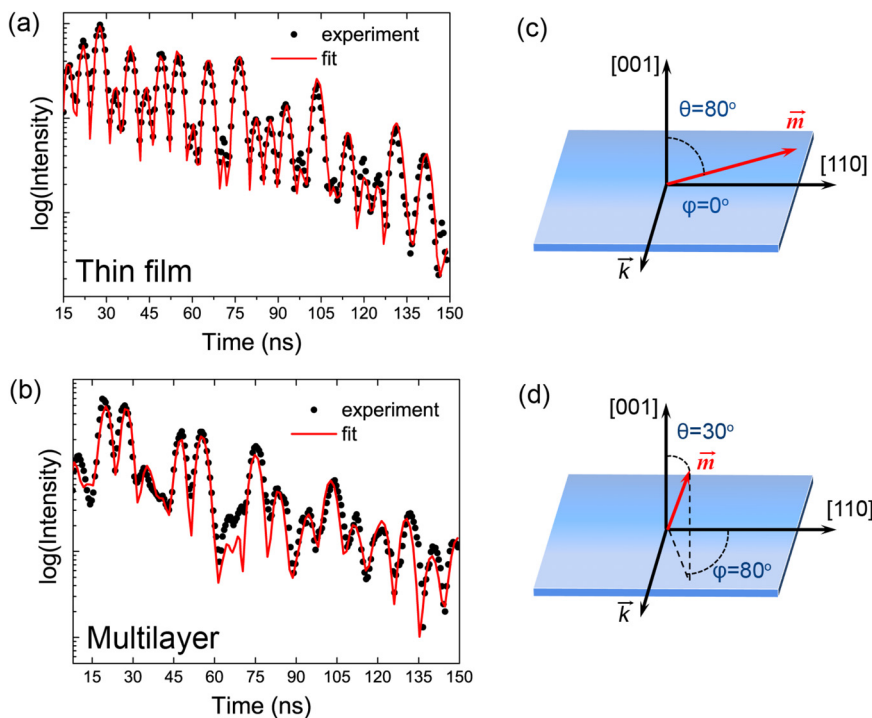 (a)
experiment
fit
log(Intensity)
Thin film
15 30 45 60 75 90 105 120 135 150
Time (ns)
(b)
experiment
fit
log(Intensity)
Multilayer
15 30 45 60 75 90 105 120 135 150
Time (ns)
(c)
[001]
θ=80°
m
[110]
φ=0°
k
(d)
[001]
θ=30°
m
[110]
φ=80°
k